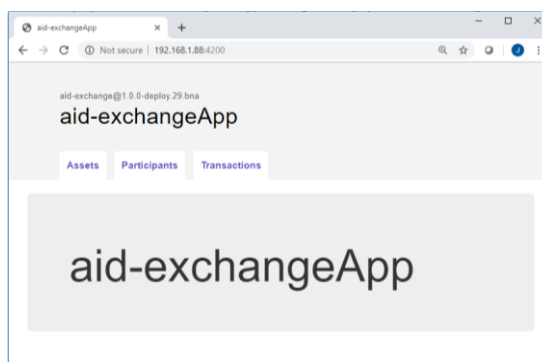 aid-exchangeApp
Not secure | 192.168.1.88:4200
J
aid-exchange@1.0.0-deploy.29.bna
aid-exchangeApp
Assets Participants Transactions
aid-exchangeApp